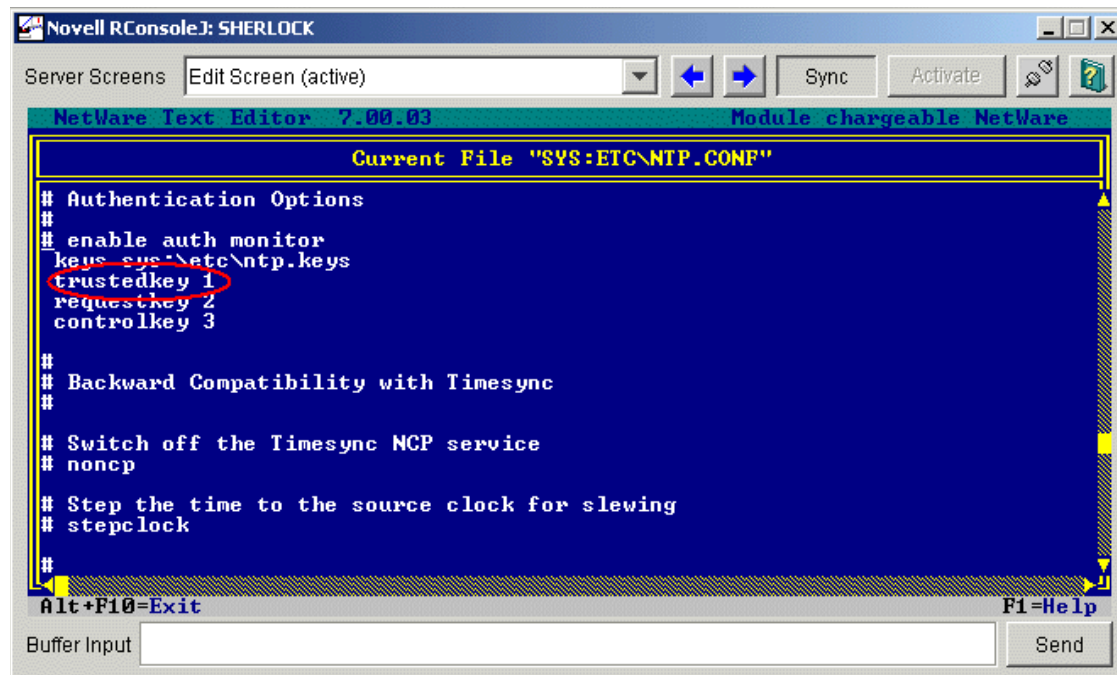 Novell RConsoleJ: SHERLOCK
Server Screens Edit Screen (active) Sync Activate
NetWare Text Editor 7.00.03 Module chargeable NetWare
Current File "SYS:ETC\NTP.CONF"
# Authentication Options
#
# enable auth monitor
keys sys:\etc\ntp.keys
trustedkey 1
requestkey 2
controlkey 3
#
# Backward Compatibility with Timesync
#
# Switch off the Timesync NCP service
# noncp
# Step the time to the source clock for slewing
# stepclock
#
Alt+F10=Exit F1=Help
Buffer Input Send